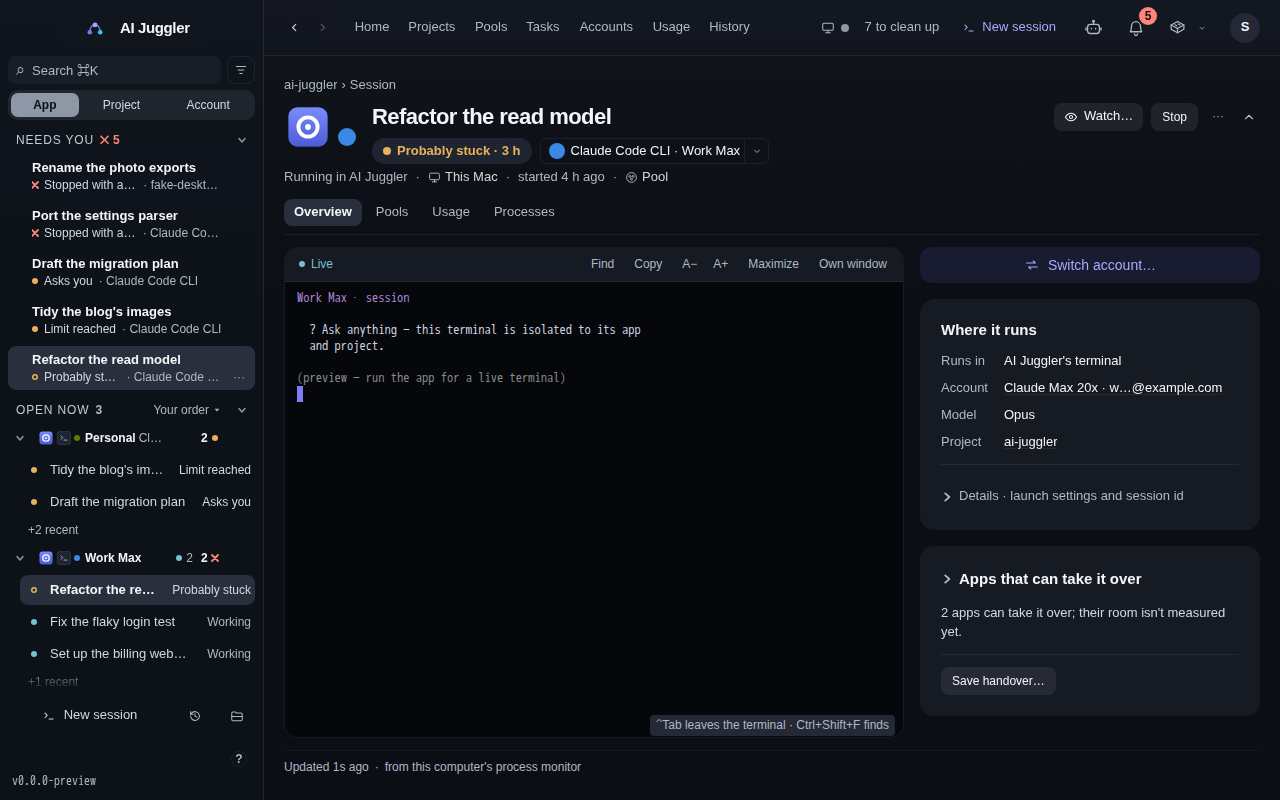 AI Juggler
Home Projects Pools Tasks Accounts Usage History
7 to clean up
New session
5
S
Search ⌘K
App Project Account
NEEDS YOU 5
Rename the photo exports
Stopped with a… · fake-deskt…
Port the settings parser
Stopped with a… · Claude Co…
Draft the migration plan
Asks you · Claude Code CLI
Tidy the blog's images
Limit reached · Claude Code CLI
Refactor the read model
Probably st… · Claude Code … ···
OPEN NOW 3 Your order
Personal Cl… 2
Tidy the blog's im… Limit reached
Draft the migration plan Asks you
+2 recent
Work Max 2 2
Refactor the re… Probably stuck
Fix the flaky login test Working
Set up the billing web… Working
+1 recent
New session
?
v0.0.0-preview
ai-juggler › Session
Refactor the read model
Watch… Stop ···
Probably stuck · 3 h
Claude Code CLI · Work Max
Running in AI Juggler · This Mac · started 4 h ago · Pool
Overview Pools Usage Processes
Live Find Copy A− A+ Maximize Own window
Work Max · session
? Ask anything — this terminal is isolated to its app
and project.
(preview — run the app for a live terminal)
^Tab leaves the terminal · Ctrl+Shift+F finds
Switch account…
Where it runs
Runs in AI Juggler's terminal
Account Claude Max 20x · w…@example.com
Model Opus
Project ai-juggler
Details · launch settings and session id
Apps that can take it over
2 apps can take it over; their room isn't measured
yet.
Save handover…
Updated 1s ago · from this computer's process monitor